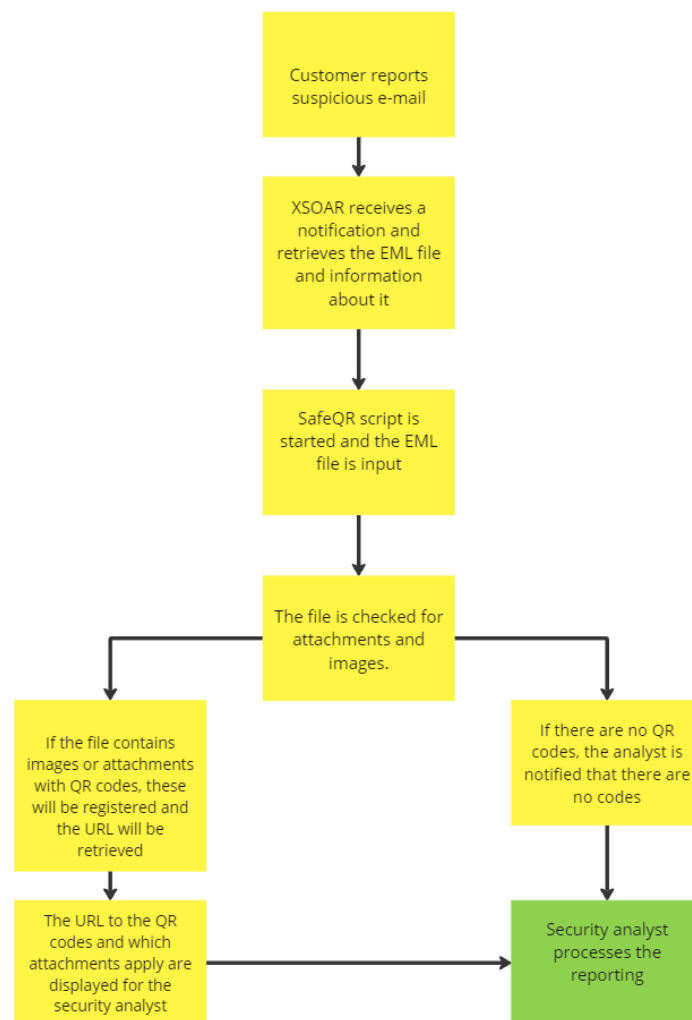 Customer reports
suspicious e-mail
XSOAR receives a
notification and
retrieves the EML file
and information
about it
SafeQR script is
started and the EML
file is input
The file is checked for
attachments and
images.
If the file contains
images or attachments
with QR codes, these
will be registered and
the URL will be
retrieved
If there are no QR
codes, the analyst is
notified that there are
no codes
The URL to the QR
codes and which
attachments apply are
displayed for the
security analyst
Security analyst
processes the
reporting